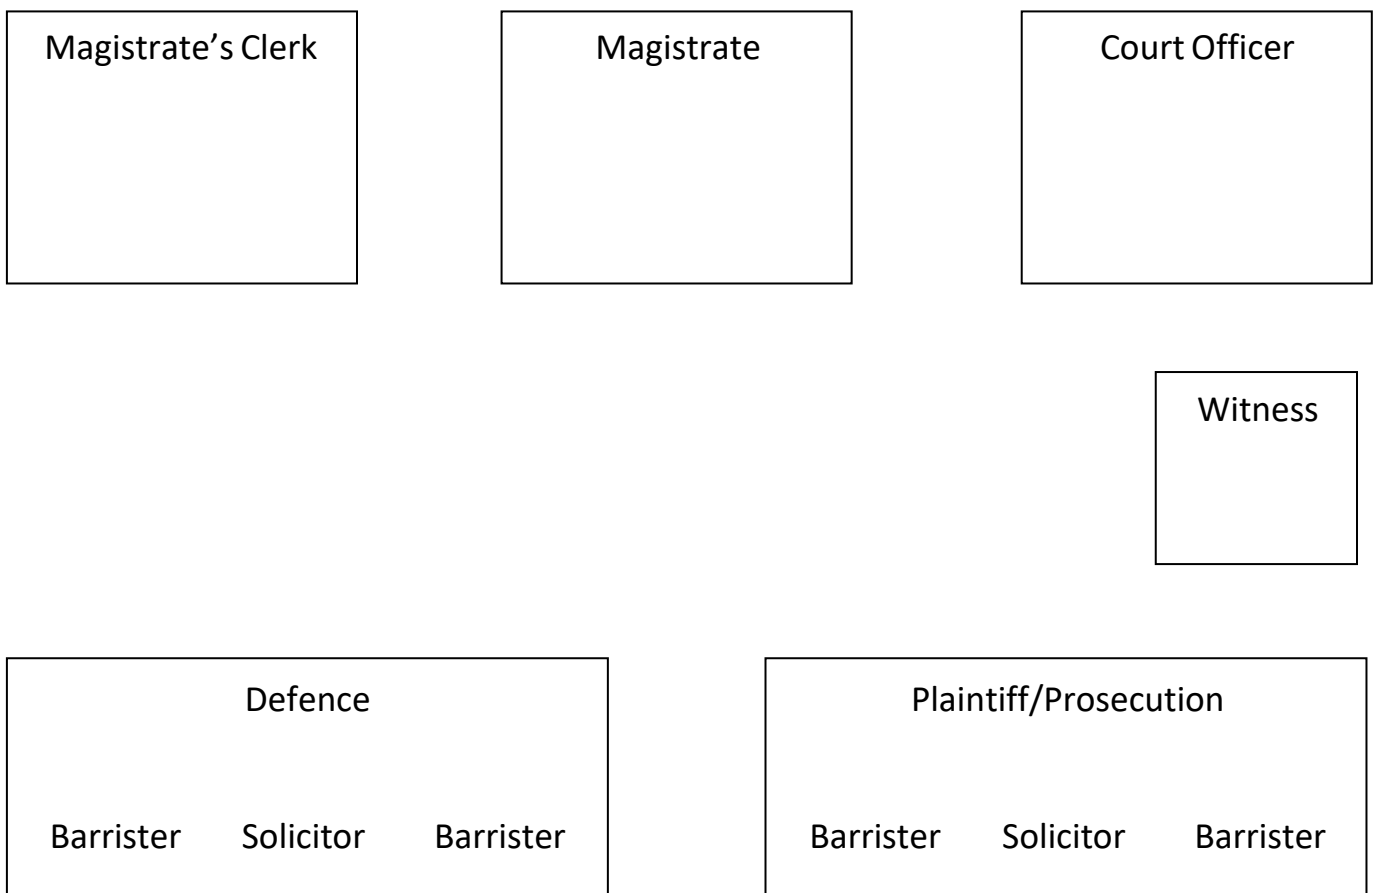 Magistrate’s Clerk
Magistrate
Court Officer
Witness
Defence
Barrister Solicitor Barrister
Plaintiff/Prosecution
Barrister Solicitor Barrister